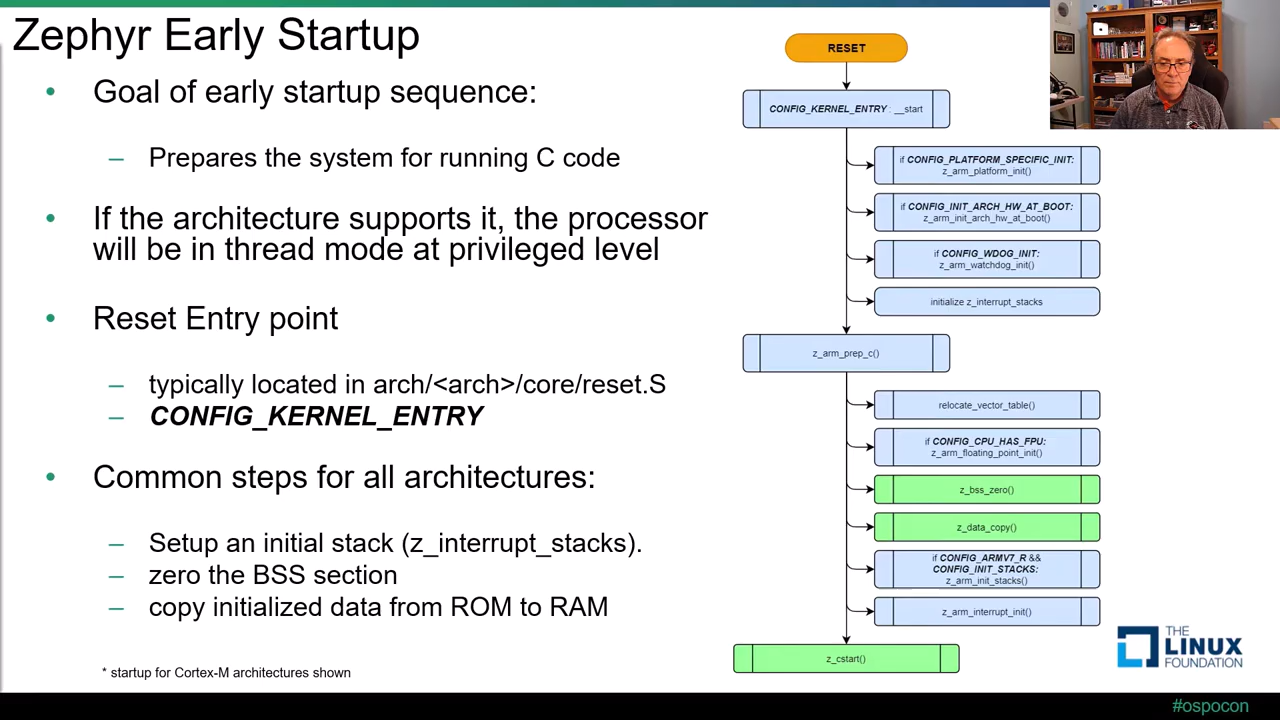 Zephyr Early Startup
• Goal of early startup sequence:
– Prepares the system for running C code
• If the architecture supports it, the processor
will be in thread mode at privileged level
• Reset Entry point
– typically located in arch/<arch>/core/reset.S
– CONFIG_KERNEL_ENTRY
• Common steps for all architectures:
– Setup an initial stack (z_interrupt_stacks).
– zero the BSS section
– copy initialized data from ROM to RAM
* startup for Cortex-M architectures shown
RESET
CONFIG_KERNEL_ENTRY : __start
if CONFIG_PLATFORM_SPECIFIC_INIT:
z_arm_platform_init()
if CONFIG_INIT_ARCH_HW_AT_BOOT:
z_arm_init_arch_hw_at_boot()
if CONFIG_WDOG_INIT:
z_arm_watchdog_init()
initialize z_interrupt_stacks
z_arm_prep_c()
relocate_vector_table()
if CONFIG_CPU_HAS_FPU:
z_arm_floating_point_init()
z_bss_zero()
z_data_copy()
if CONFIG_ARMV7_R &&
CONFIG_INIT_STACKS:
z_arm_init_stacks()
z_arm_interrupt_init()
z_cstart()
THE
LINUX
FOUNDATION
#ospocon